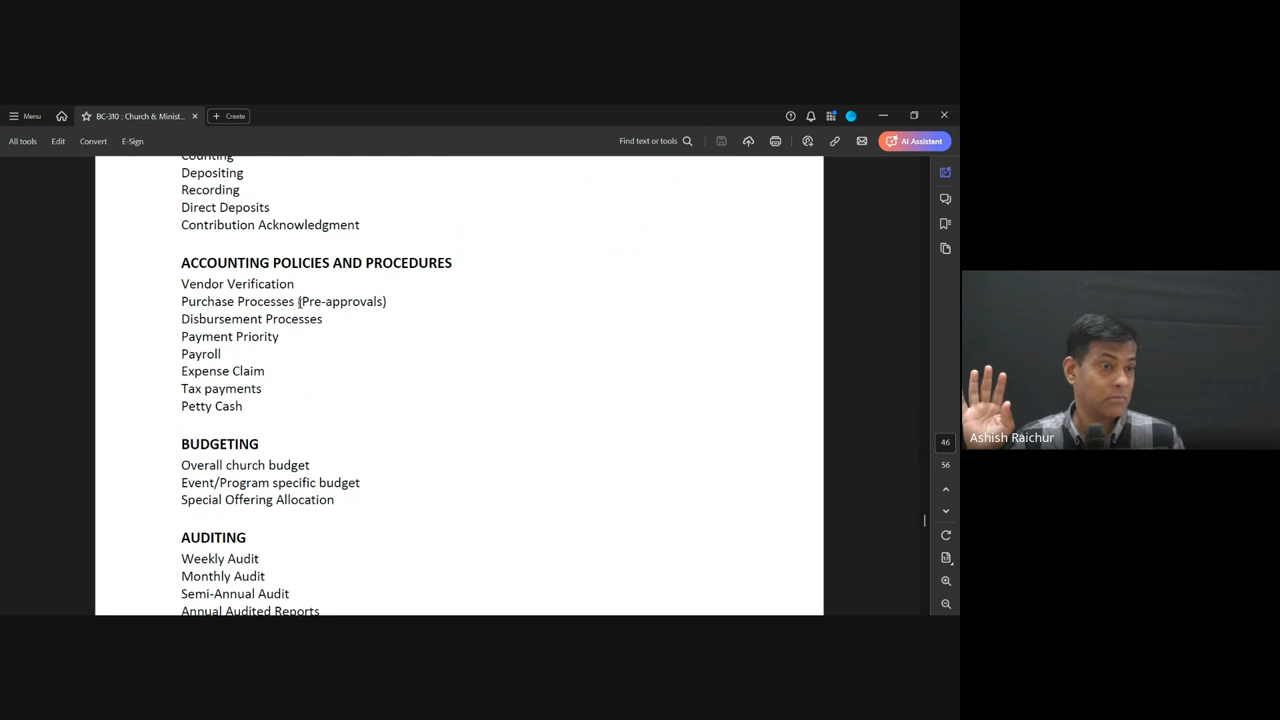 Menu
BC-310 : Church & Minist...
Create
All tools
Edit
Convert
E-Sign
Find text or tools
AI Assistant
Counting
Depositing
Recording
Direct Deposits
Contribution Acknowledgment
ACCOUNTING POLICIES AND PROCEDURES
Vendor Verification
Purchase Processes (Pre-approvals)
Disbursement Processes
Payment Priority
Payroll
Expense Claim
Tax payments
Petty Cash
BUDGETING
Overall church budget
Event/Program specific budget
Special Offering Allocation
AUDITING
Weekly Audit
Monthly Audit
Semi-Annual Audit
Annual Audited Reports
46
56
Ashish Raichur